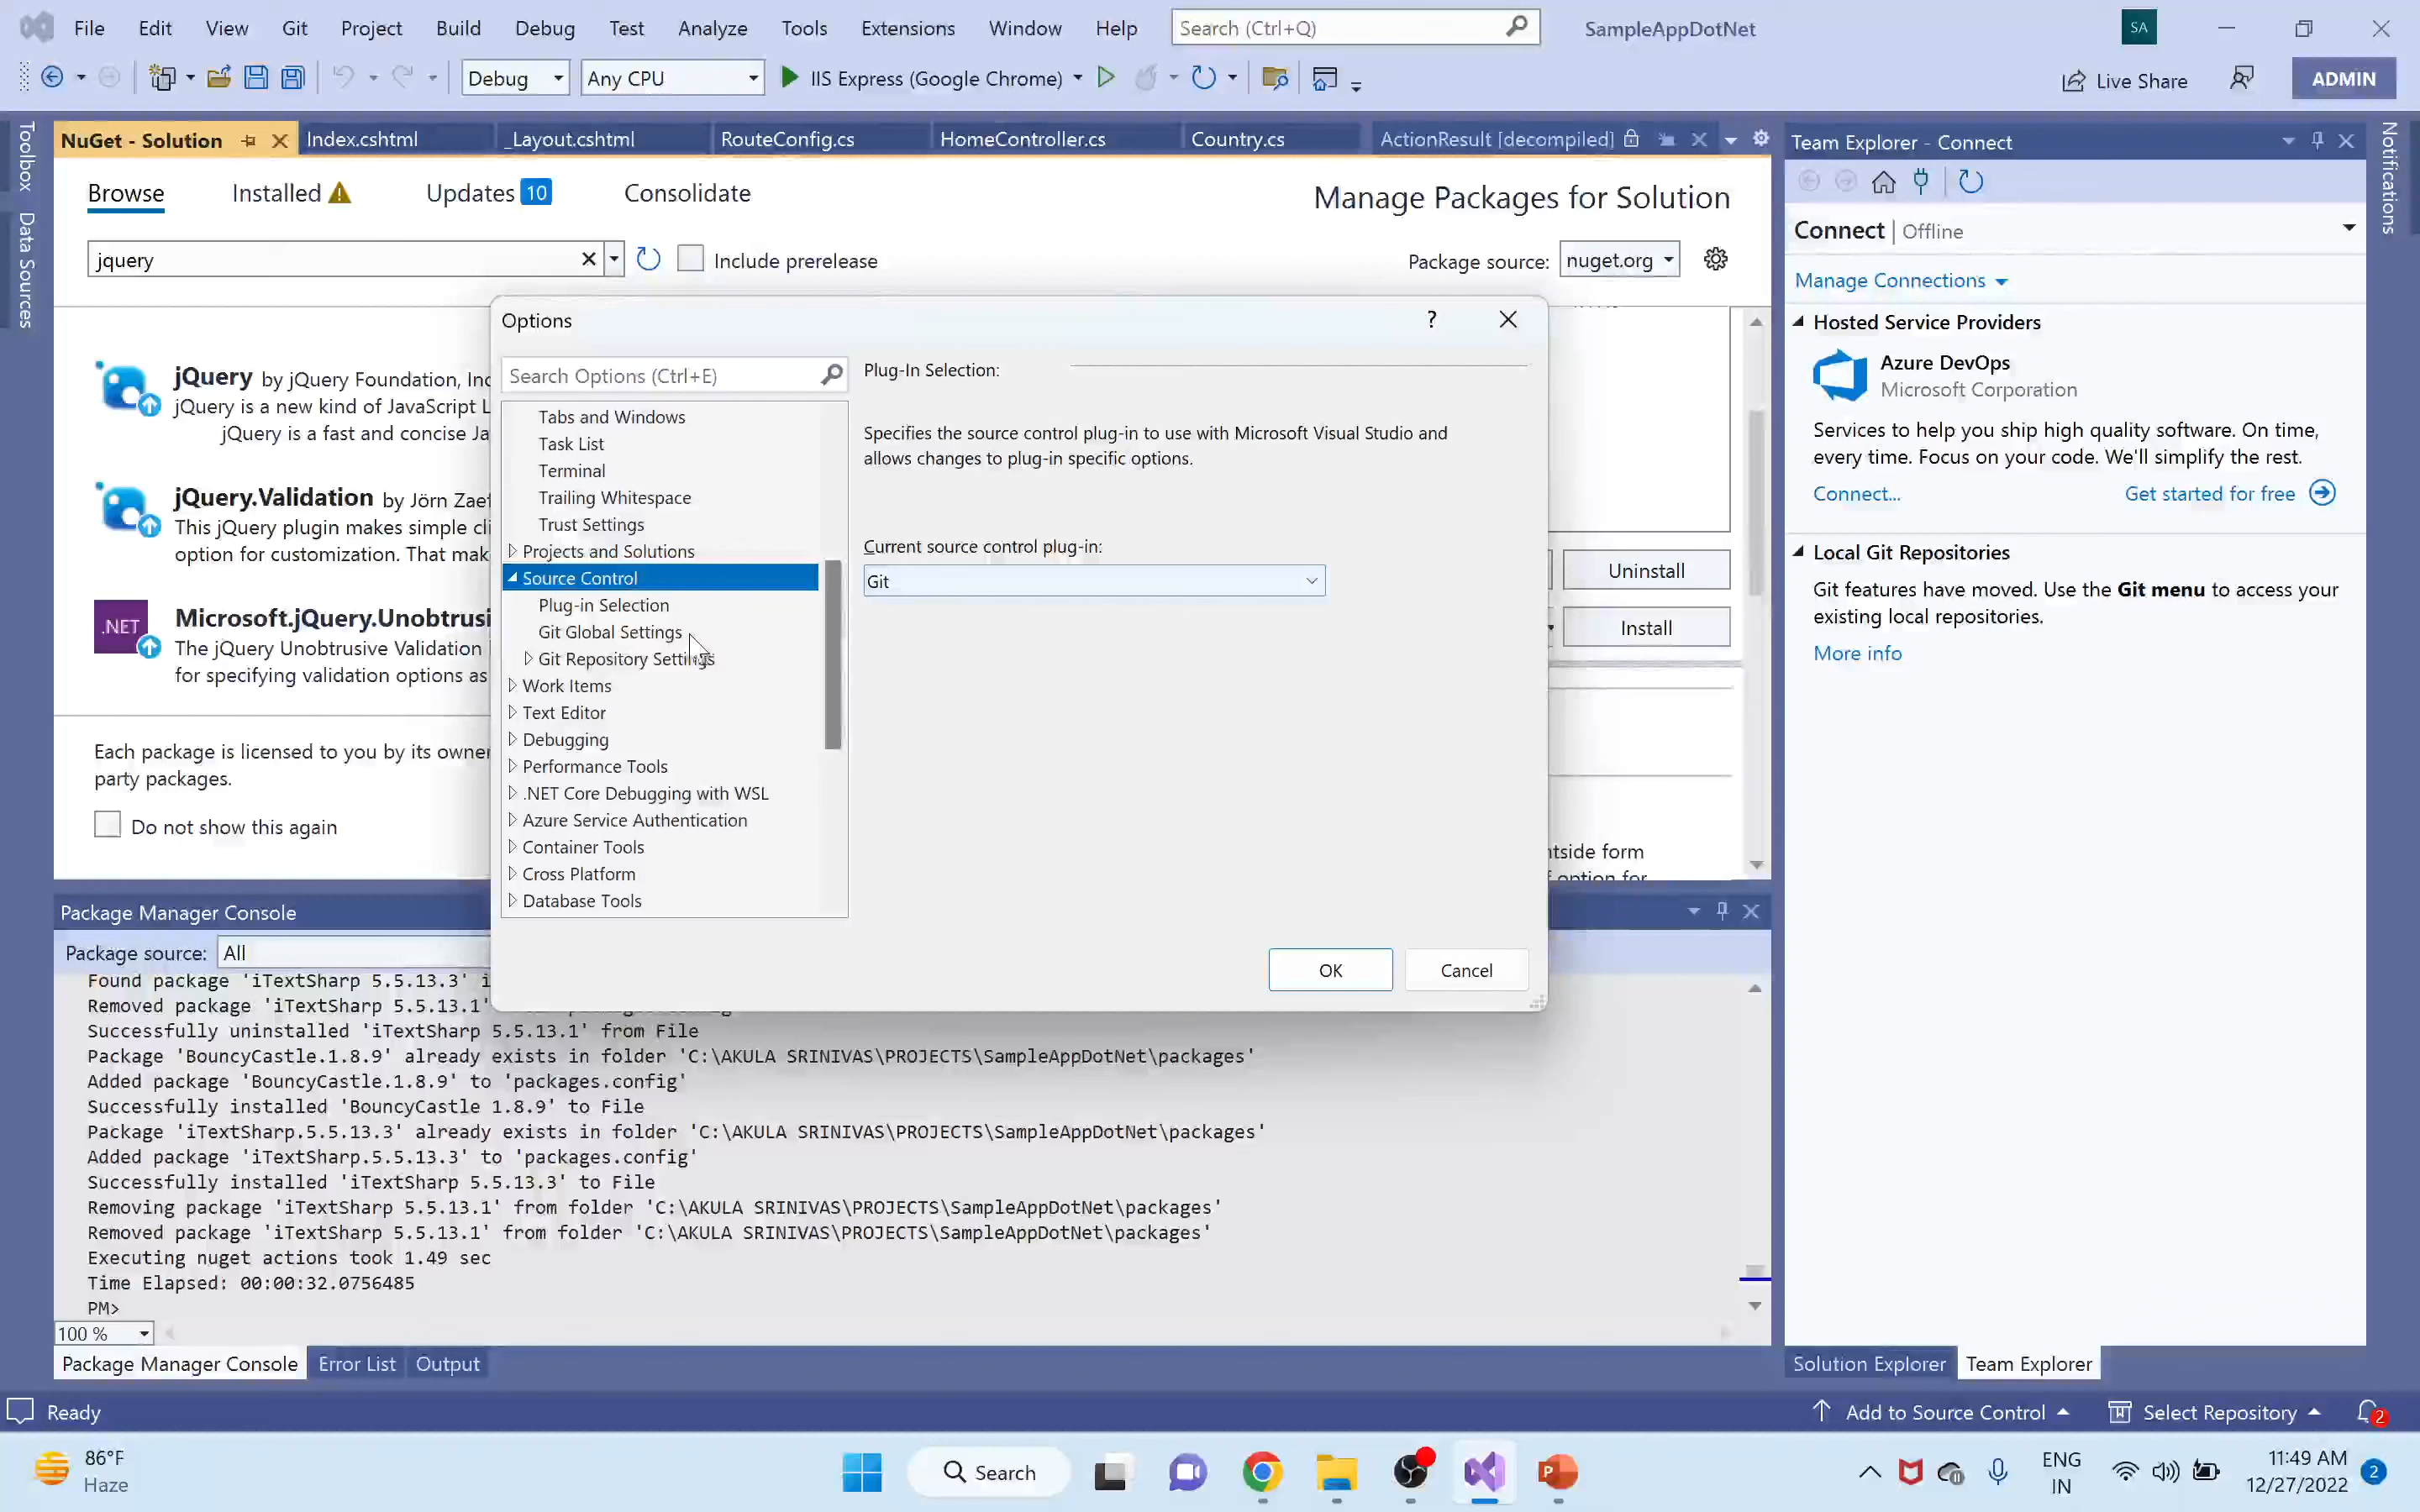 File Edit View Git Project Build Debug Test Analyze Tools Extensions Window Help Search (Ctrl+Q) SampleAppDotNet SA
Debug Any CPU IIS Express (Google Chrome) Live Share ADMIN
Toolbox
Data Sources
NuGet - Solution Index.cshtml _Layout.cshtml RouteConfig.cs HomeController.cs Country.cs ActionResult [decompiled]
Browse Installed Updates 10 Consolidate Manage Packages for Solution
jquery Include prerelease Package source: nuget.org
jQuery by jQuery Foundation, Inc
jQuery is a new kind of JavaScript L
jQuery is a fast and concise Ja
jQuery.Validation by Jörn Zaef
This jQuery plugin makes simple cli
option for customization. That mak
.NET
Microsoft.jQuery.Unobtrusi
The jQuery Unobtrusive Validation
for specifying validation options as
Each package is licensed to you by its owne
party packages.
Do not show this again
Options
?
Search Options (Ctrl+E)
Tabs and Windows
Task List
Terminal
Trailing Whitespace
Trust Settings
Projects and Solutions
Source Control
Plug-in Selection
Git Global Settings
Git Repository Settings
Work Items
Text Editor
Debugging
Performance Tools
.NET Core Debugging with WSL
Azure Service Authentication
Container Tools
Cross Platform
Database Tools
Plug-In Selection:
Specifies the source control plug-in to use with Microsoft Visual Studio and
allows changes to plug-in specific options.
Current source control plug-in:
Git
OK Cancel
Uninstall
Install
tside form
f option for
Team Explorer - Connect
Connect | Offline
Manage Connections
Hosted Service Providers
Azure DevOps
Microsoft Corporation
Services to help you ship high quality software. On time,
every time. Focus on your code. We'll simplify the rest.
Connect... Get started for free
Local Git Repositories
Git features have moved. Use the Git menu to access your
existing local repositories.
More info
Notifications
Package Manager Console
Package source: All
Found package 'iTextSharp 5.5.13.3' i
Removed package 'iTextSharp 5.5.13.1'
Successfully uninstalled 'iTextSharp 5.5.13.1' from File
Package 'BouncyCastle.1.8.9' already exists in folder 'C:\AKULA SRINIVAS\PROJECTS\SampleAppDotNet\packages'
Added package 'BouncyCastle.1.8.9' to 'packages.config'
Successfully installed 'BouncyCastle 1.8.9' to File
Package 'iTextSharp.5.5.13.3' already exists in folder 'C:\AKULA SRINIVAS\PROJECTS\SampleAppDotNet\packages'
Added package 'iTextSharp.5.5.13.3' to 'packages.config'
Successfully installed 'iTextSharp 5.5.13.3' to File
Removing package 'iTextSharp 5.5.13.1' from folder 'C:\AKULA SRINIVAS\PROJECTS\SampleAppDotNet\packages'
Removed package 'iTextSharp 5.5.13.1' from folder 'C:\AKULA SRINIVAS\PROJECTS\SampleAppDotNet\packages'
Executing nuget actions took 1.49 sec
Time Elapsed: 00:00:32.0756485
PM>
100 %
Package Manager Console Error List Output
Solution Explorer Team Explorer
Ready Add to Source Control Select Repository 2
86°F
Haze
Search
ENG
IN
11:49 AM
12/27/2022
2